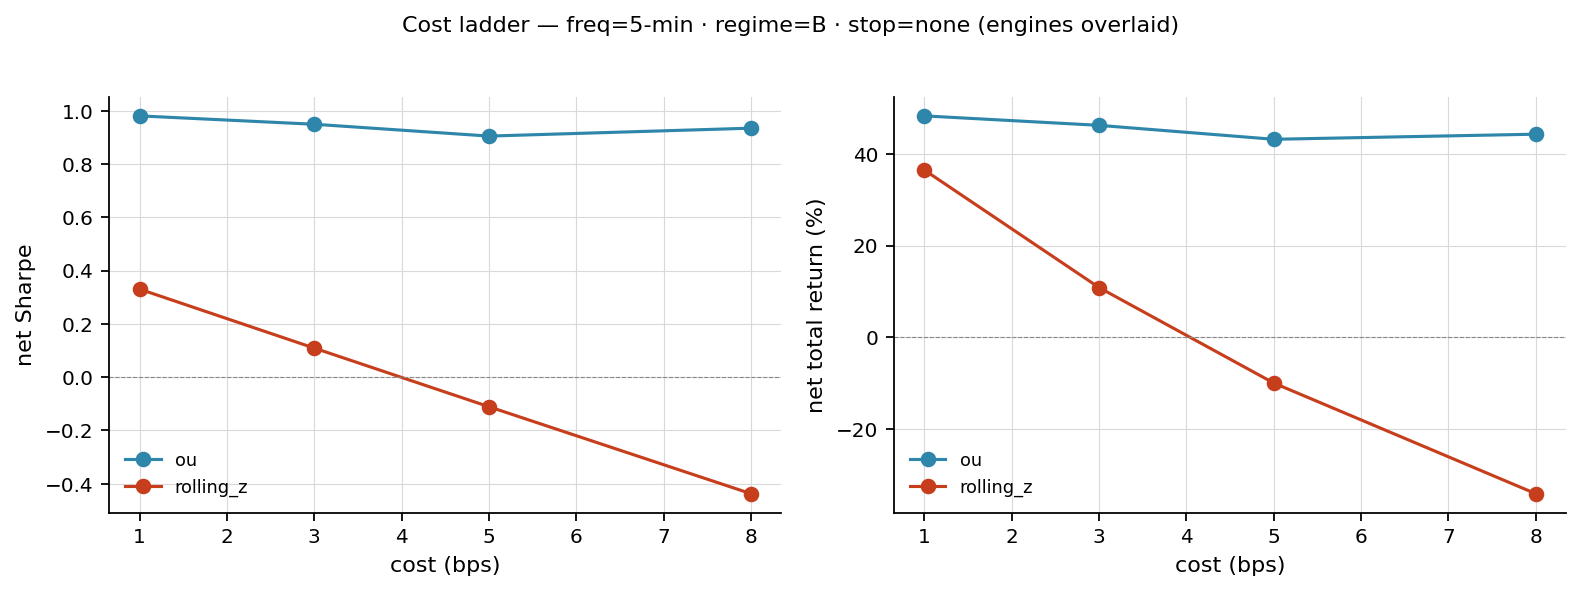 Cost ladder — freq=5-min · regime=B · stop=none (engines overlaid)
net Sharpe
1.0
0.8
0.6
0.4
0.2
0.0
−0.2
−0.4
ou
rolling_z
1 2 3 4 5 6 7 8
cost (bps)
net total return (%)
40
20
0
−20
ou
rolling_z
1 2 3 4 5 6 7 8
cost (bps)